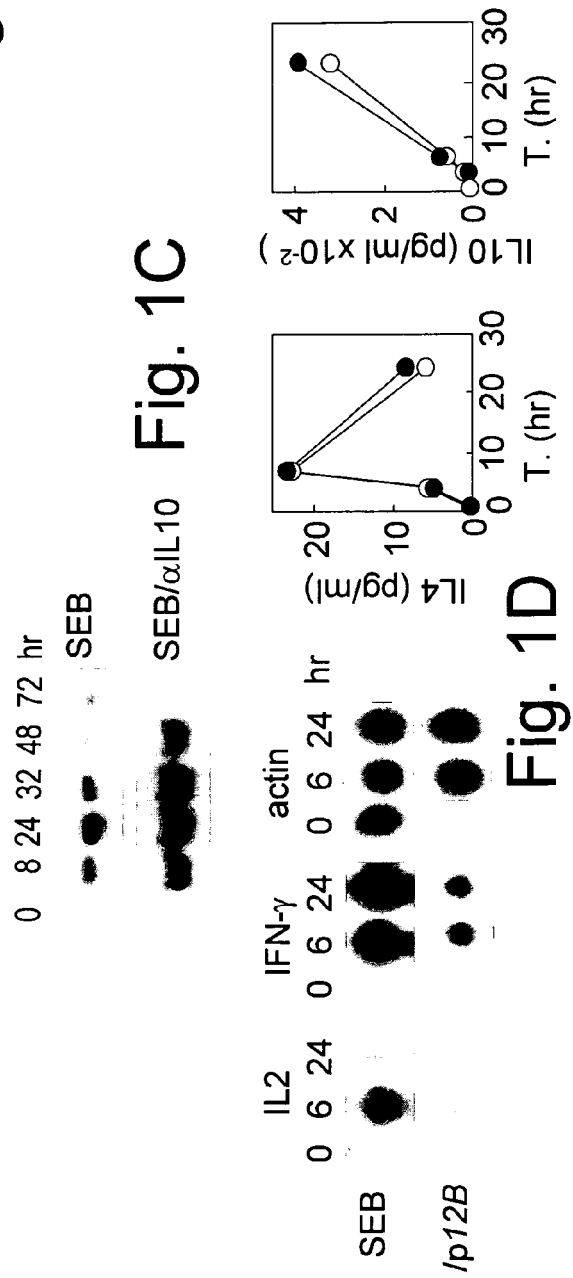 0 8 24 32 48 72 hr
SEB
SEB/αIL10
Fig. 1C
IL2
IFN-γ
actin
0 6 24
0 6 24
0 6 24 hr
SEB
/p12B
IL4 (pg/ml)
20
10
0
0 10 20 30
T. (hr)
IL10 (pg/ml x10-2 )
4
2
0
0 10 20 30
T. (hr)
Fig. 1D